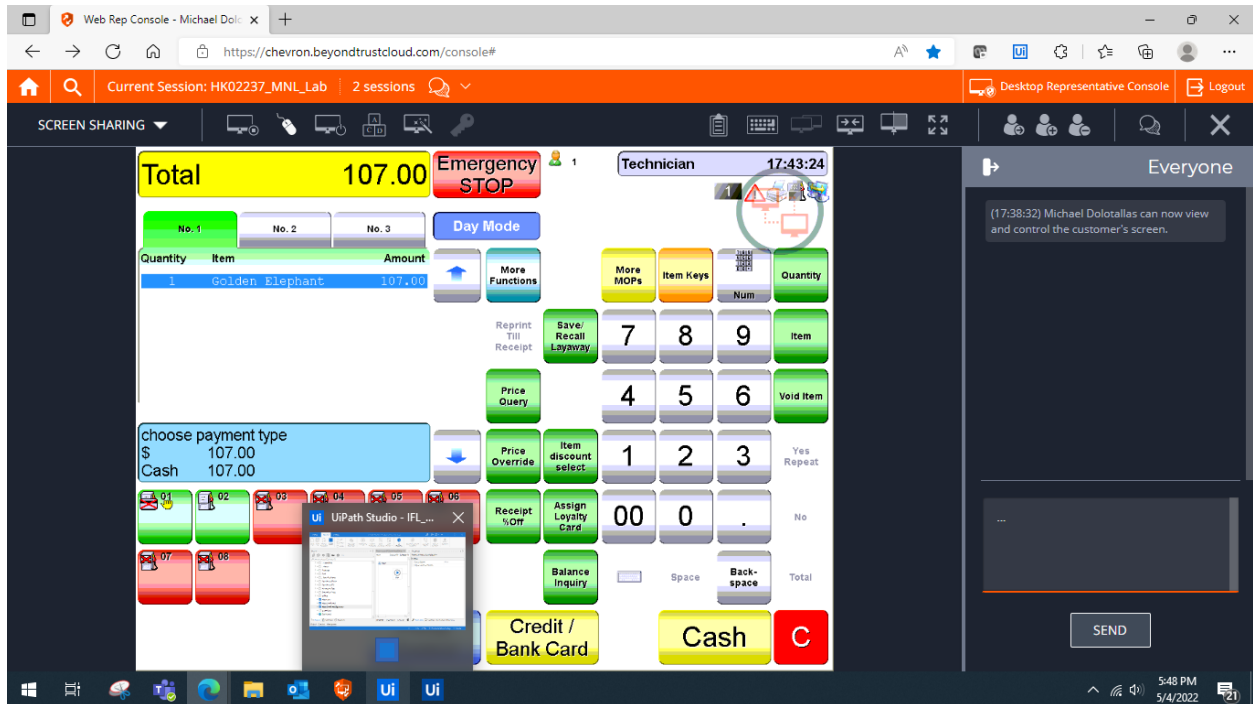 Web Rep Console - Michael Dolc
https://chevron.beyondtrustcloud.com/console#
Current Session: HK02237_MNL_Lab
2 sessions
Desktop Representative Console
Logout
SCREEN SHARING
Total 107.00
Emergency
STOP
1
Technician 17:43:24
1
No. 1
No. 2
No. 3
Day Mode
Quantity Item Amount
1 Golden Elephant 107.00
More
Functions
More
MOPs
Item Keys
Num
Quantity
Reprint
Till
Receipt
Save/
Recall
Layaway
7
8
9
Item
Price
Query
4
5
6
Void Item
choose payment type
$ 107.00
Cash 107.00
Price
Override
Item
discount
select
1
2
3
Yes
Repeat
01
02
03
04
05
06
Receipt
%Off
Assign
Loyalty
Card
00
0
.
No
07
08
Balance
Inquiry
Space
Back-
space
Total
Credit /
Bank Card
Cash
C
UiPath Studio - IFL_...
Everyone
(17:38:32) Michael Dolotallas can now view
and control the customer's screen.
...
SEND
5:48 PM
5/4/2022
21